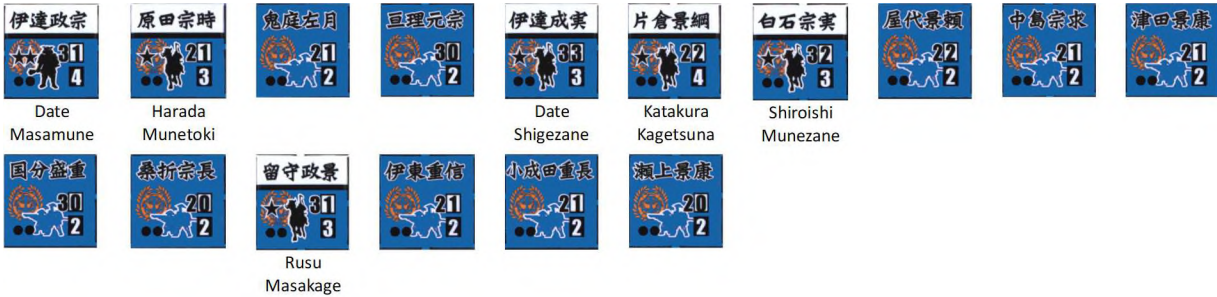 伊達政宗 原田宗時 鬼庭左月 亘理元宗 伊達成実 片倉景綱 白石宗実 屋代景頼 中島宗求 津田景康
31 21 21 30 33 22 32 22 21 21
4 3 2 2 3 4 3 2 2 2
Date Harada Date Katakura Shiroishi
Masamune Munetoki Shigezane Kagetsuna Munezane
国分盛重 桑折宗長 留守政景 伊東重信 小成田重長 瀬上景康
30 20 31 21 21 20
2 2 3 2 2 2
Rusu
Masakage